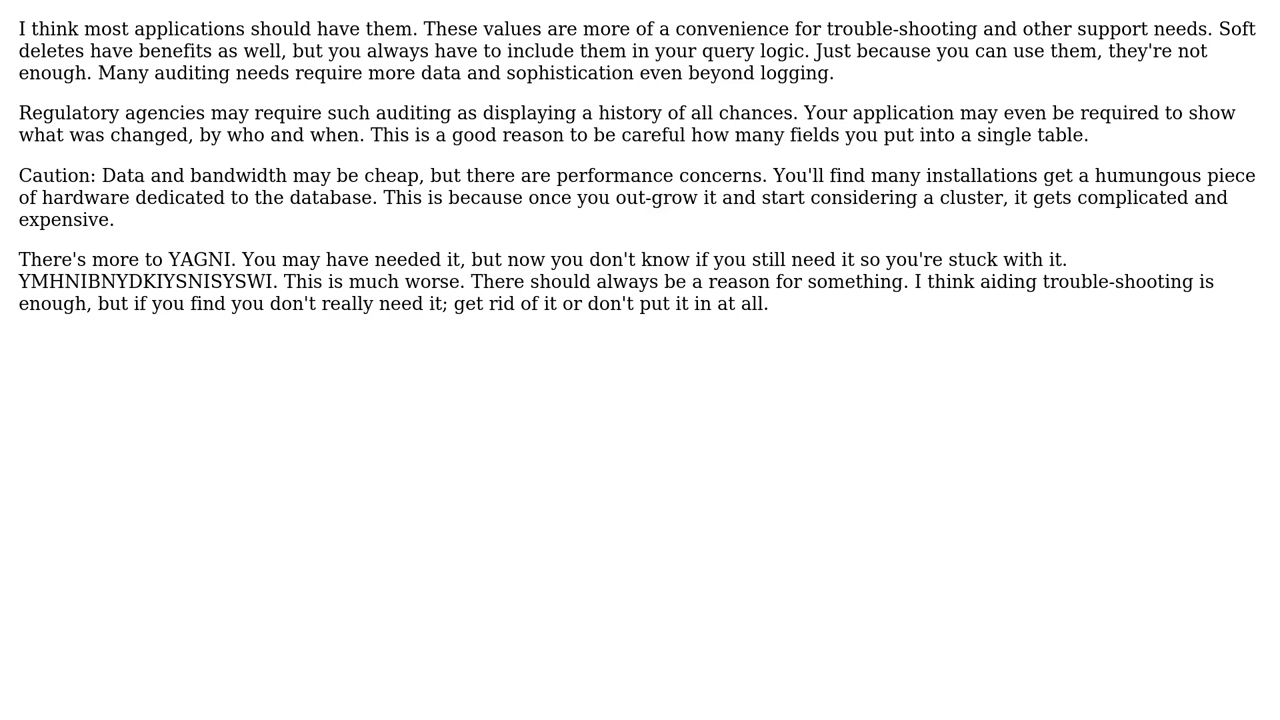 I think most applications should have them. These values are more of a convenience for trouble-shooting and other support needs. Soft
deletes have benefits as well, but you always have to include them in your query logic. Just because you can use them, they're not
enough. Many auditing needs require more data and sophistication even beyond logging.
Regulatory agencies may require such auditing as displaying a history of all chances. Your application may even be required to show
what was changed, by who and when. This is a good reason to be careful how many fields you put into a single table.
Caution: Data and bandwidth may be cheap, but there are performance concerns. You'll find many installations get a humungous piece
of hardware dedicated to the database. This is because once you out-grow it and start considering a cluster, it gets complicated and
expensive.
There's more to YAGNI. You may have needed it, but now you don't know if you still need it so you're stuck with it.
YMHNIBNYDKIYSNISYSWI. This is much worse. There should always be a reason for something. I think aiding trouble-shooting is
enough, but if you find you don't really need it; get rid of it or don't put it in at all.